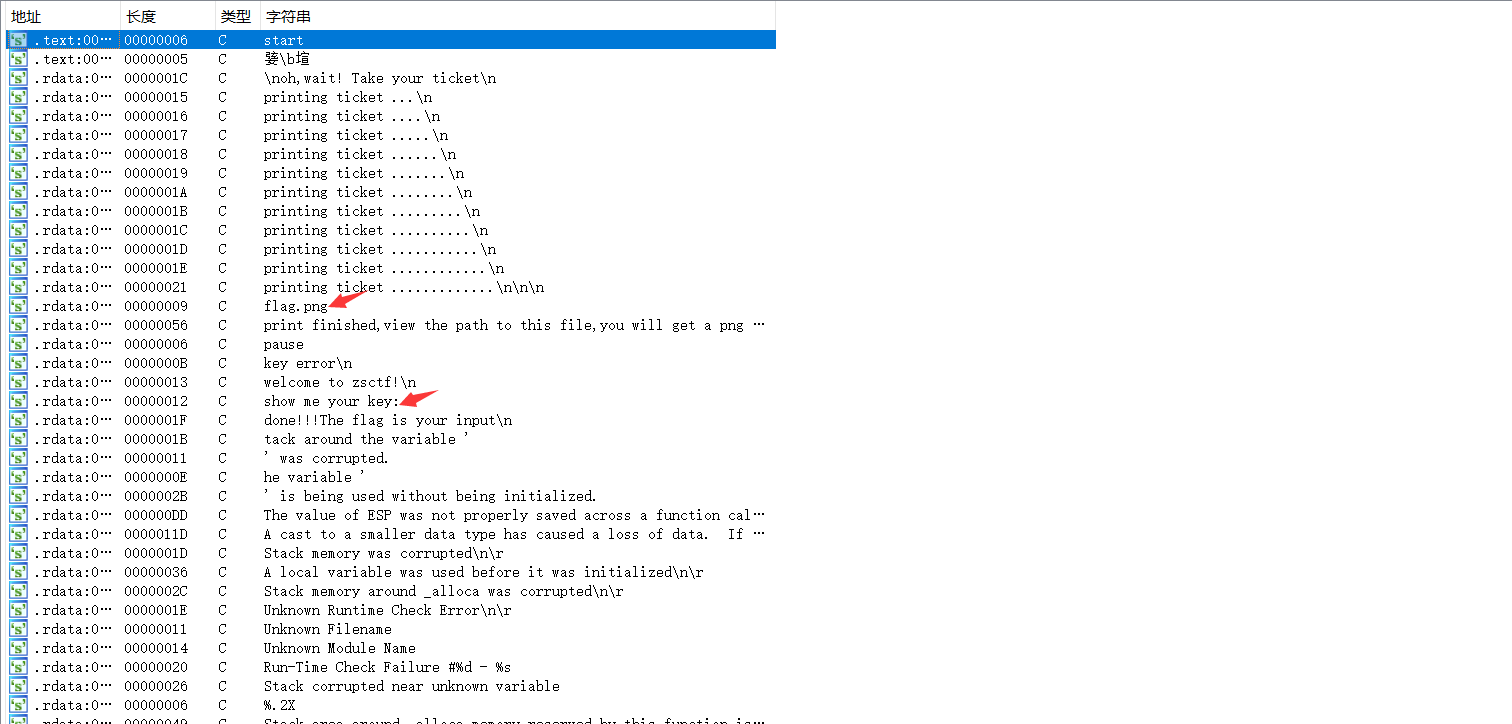 地址 长度 类型 字符串
's' .text:00… 00000006 C start
's' .text:00… 00000005 C \b
's' .rdata:0… 0000001C C \noh,wait! Take your ticket\n
's' .rdata:0… 00000015 C printing ticket ...\n
's' .rdata:0… 00000016 C printing ticket ....\n
's' .rdata:0… 00000017 C printing ticket .....\n
's' .rdata:0… 00000018 C printing ticket ......\n
's' .rdata:0… 00000019 C printing ticket .......\n
's' .rdata:0… 0000001A C printing ticket ........\n
's' .rdata:0… 0000001B C printing ticket .........\n
's' .rdata:0… 0000001C C printing ticket ..........\n
's' .rdata:0… 0000001D C printing ticket ...........\n
's' .rdata:0… 0000001E C printing ticket ............\n
's' .rdata:0… 00000021 C printing ticket .............\n\n\n
's' .rdata:0… 00000009 C flag.png
's' .rdata:0… 00000056 C print finished,view the path to this file,you will get a png …
's' .rdata:0… 00000006 C pause
's' .rdata:0… 0000000B C key error\n
's' .rdata:0… 00000013 C welcome to zsctf!\n
's' .rdata:0… 00000012 C show me your key:
's' .rdata:0… 0000001F C done!!!The flag is your input\n
's' .rdata:0… 0000001B C tack around the variable '
's' .rdata:0… 00000011 C ' was corrupted.
's' .rdata:0… 0000000E C he variable '
's' .rdata:0… 0000002B C ' is being used without being initialized.
's' .rdata:0… 000000DD C The value of ESP was not properly saved across a function cal…
's' .rdata:0… 0000011D C A cast to a smaller data type has caused a loss of data.  If …
's' .rdata:0… 0000001D C Stack memory was corrupted\n\r
's' .rdata:0… 00000036 C A local variable was used before it was initialized\n\r
's' .rdata:0… 0000002C C Stack memory around _alloca was corrupted\n\r
's' .rdata:0… 0000001E C Unknown Runtime Check Error\n\r
's' .rdata:0… 00000011 C Unknown Filename
's' .rdata:0… 00000014 C Unknown Module Name
's' .rdata:0… 00000020 C Run-Time Check Failure #%d - %s
's' .rdata:0… 00000026 C Stack corrupted near unknown variable
's' .rdata:0… 00000006 C %.2X
's' .rdata:0… 00000049 C Stack area around _alloca memory reserved by this function is…